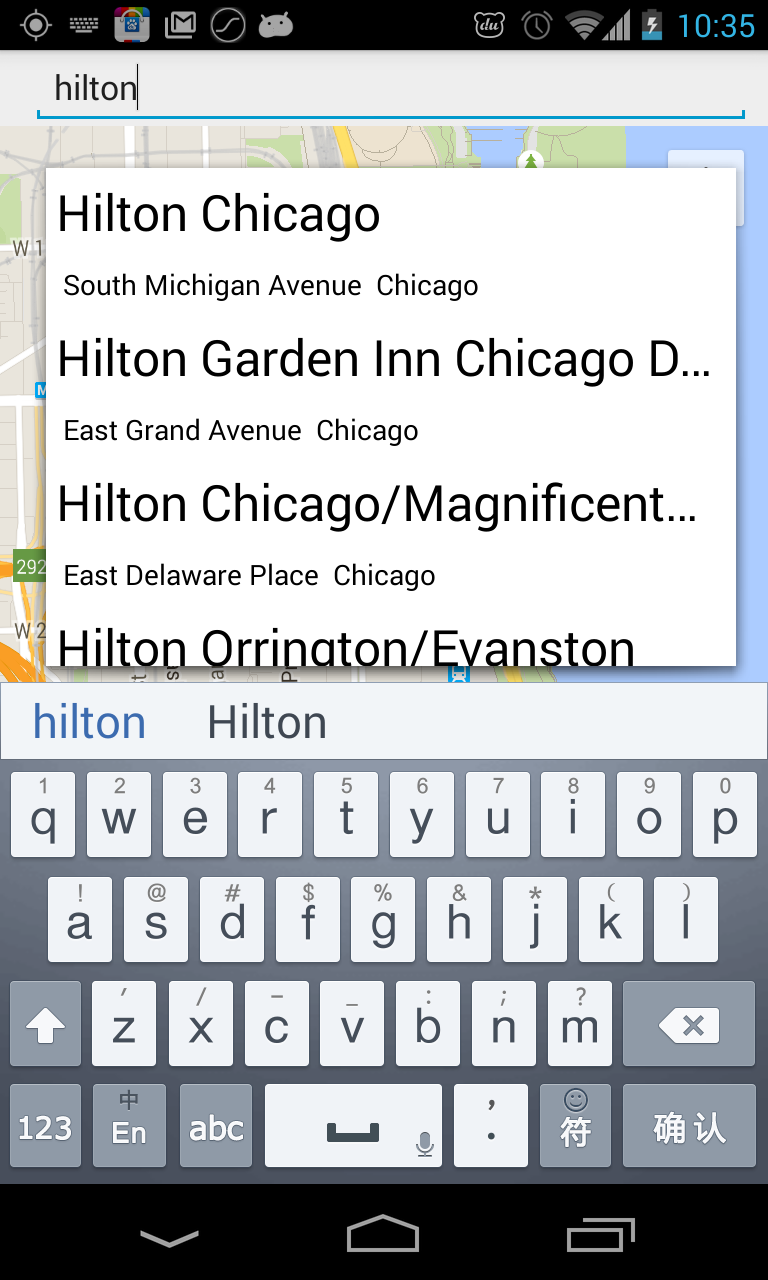 du 10:35
hilton
W 1
Hilton Chicago
South Michigan Avenue Chicago
Hilton Garden Inn Chicago D...
M
East Grand Avenue Chicago
Hilton Chicago/Magnificent...
292
East Delaware Place Chicago
W 2
Hilton Orrington/Evanston
hilton Hilton
1 2 3 4 5 6 7 8 9 0
q w e r t y u i o p
! @ # $ % & * ( )
a s d f g h j k l
' / – _ : ; ?
z x c v b n m
中
123 En abc , . 符 确认